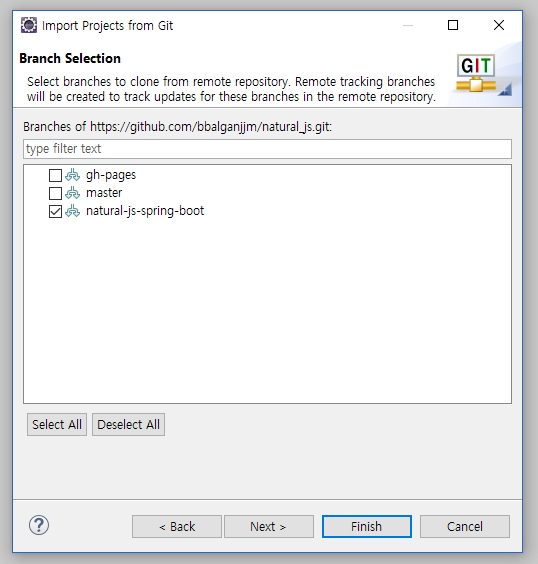 Import Projects from Git
Branch Selection
GIT
Select branches to clone from remote repository. Remote tracking branches
will be created to track updates for these branches in the remote repository.
Branches of https://github.com/bbalganjjm/natural_js.git:
type filter text
gh-pages
master
natural-js-spring-boot
Select All
Deselect All
?
< Back
Next >
Finish
Cancel